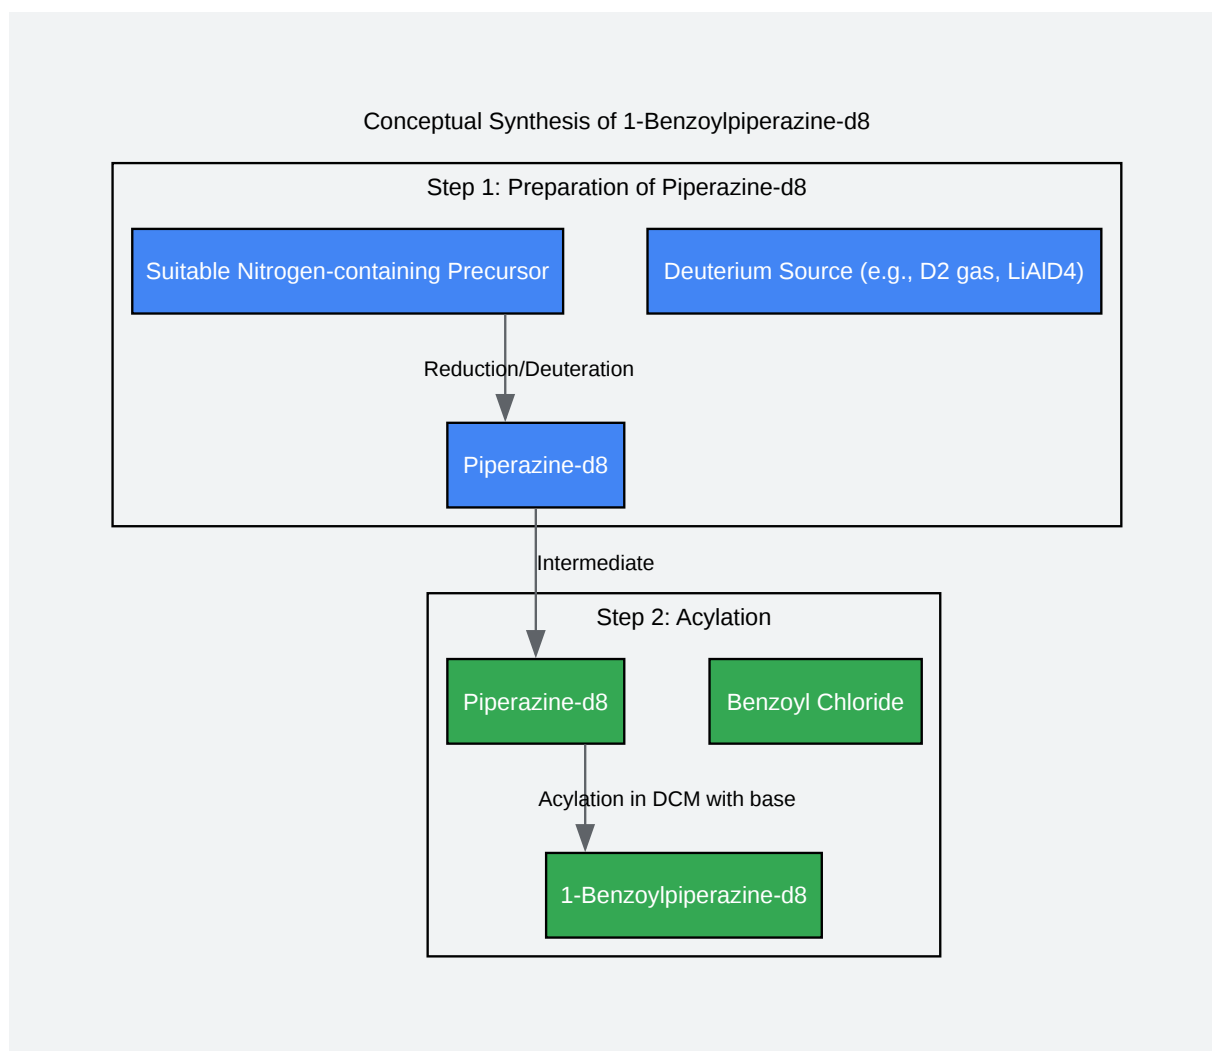 Conceptual Synthesis of 1-Benzoylpiperazine-d8
Step 1: Preparation of Piperazine-d8
Suitable Nitrogen-containing Precursor
Deuterium Source (e.g., D2 gas, LiAlD4)
Reduction/Deuteration
Piperazine-d8
Intermediate
Step 2: Acylation
Piperazine-d8
Benzoyl Chloride
Acylation in DCM with base
1-Benzoylpiperazine-d8